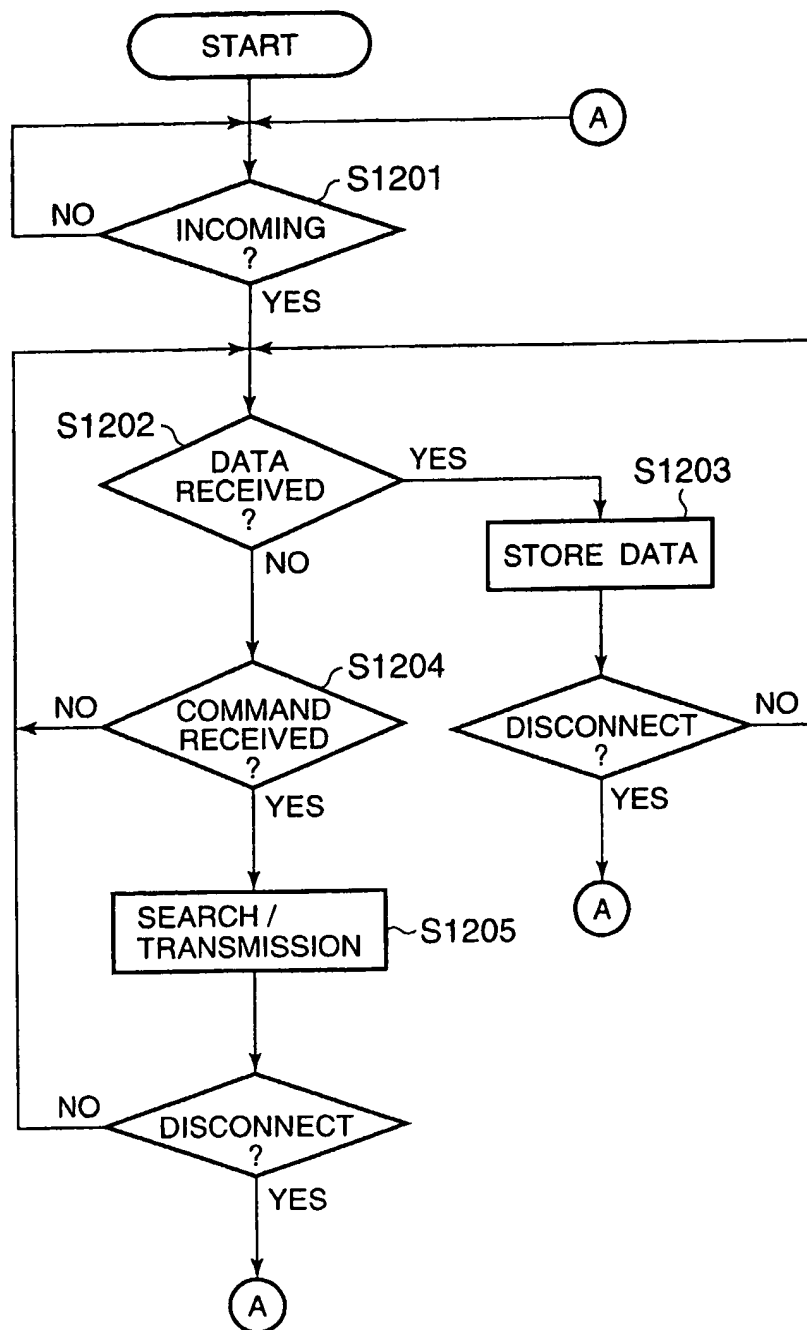 START
A
S1201
NO
INCOMING
?
YES
S1202
DATA
RECEIVED
?
YES
S1203
STORE DATA
NO
S1204
NO
COMMAND
RECEIVED
?
DISCONNECT
?
NO
YES
YES
A
SEARCH /
TRANSMISSION
S1205
NO
DISCONNECT
?
YES
A